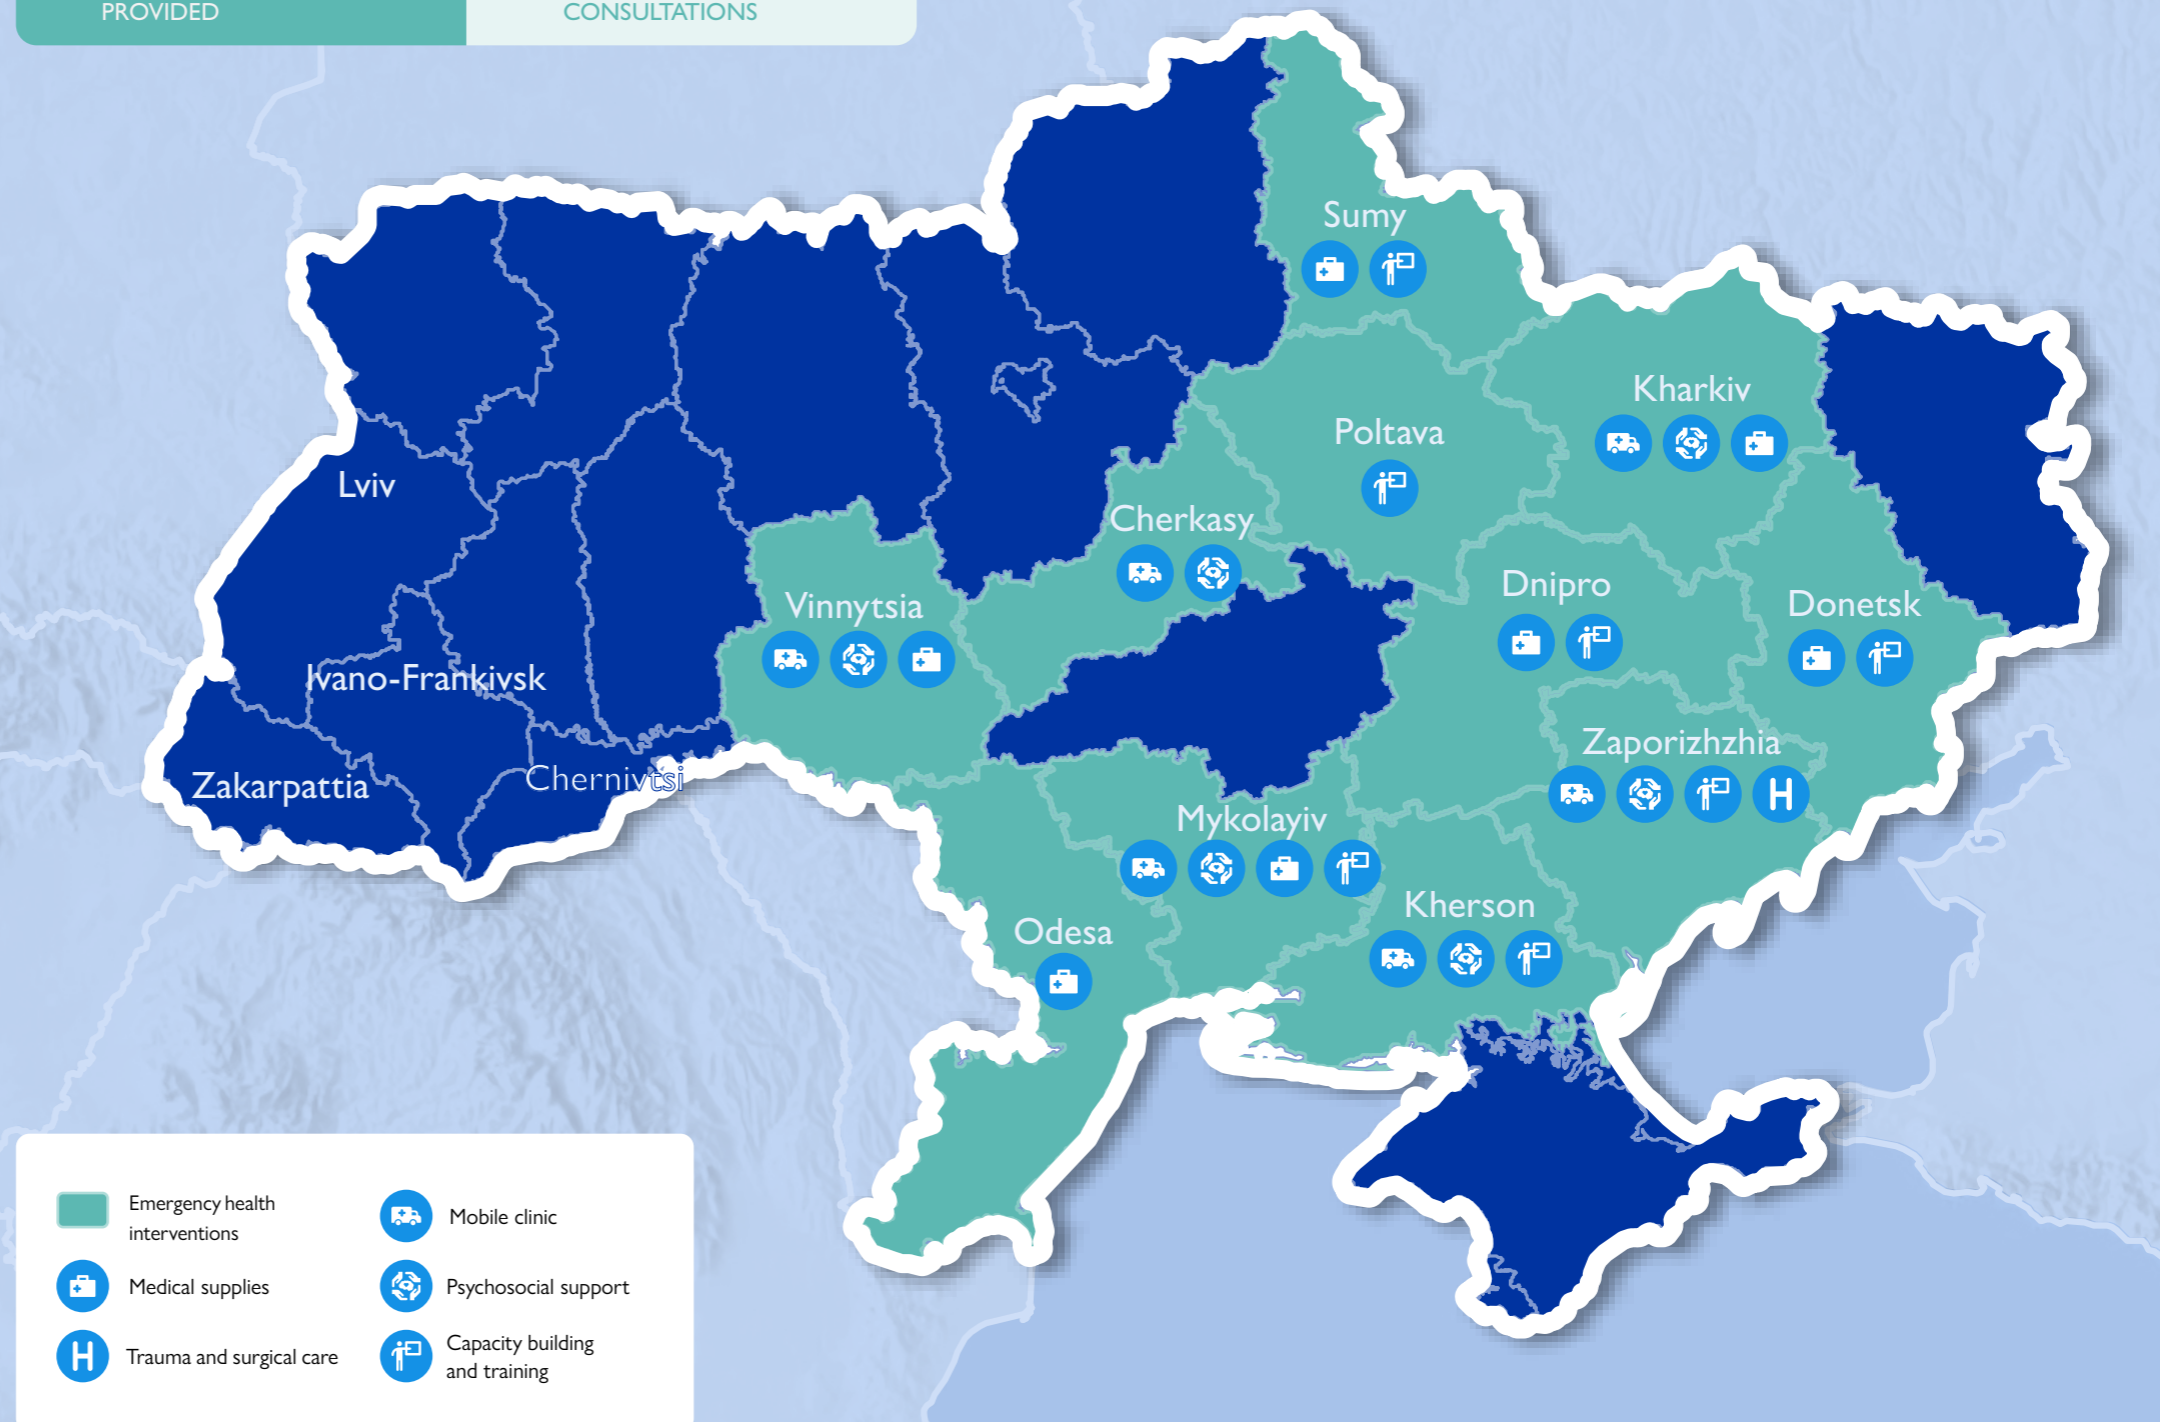 PROVIDED
CONSULTATIONS
Sumy
Kharkiv
Poltava
Lviv
Cherkasy
Dnipro
Vinnytsia
Donetsk
Ivano-Frankivsk
Zaporizhzhia
Zakarpattia
Chernivtsi
Mykolayiv
Kherson
Odesa
H
Emergency health
interventions
Mobile clinic
Medical supplies
Psychosocial support
H
Trauma and surgical care
Capacity building
and training